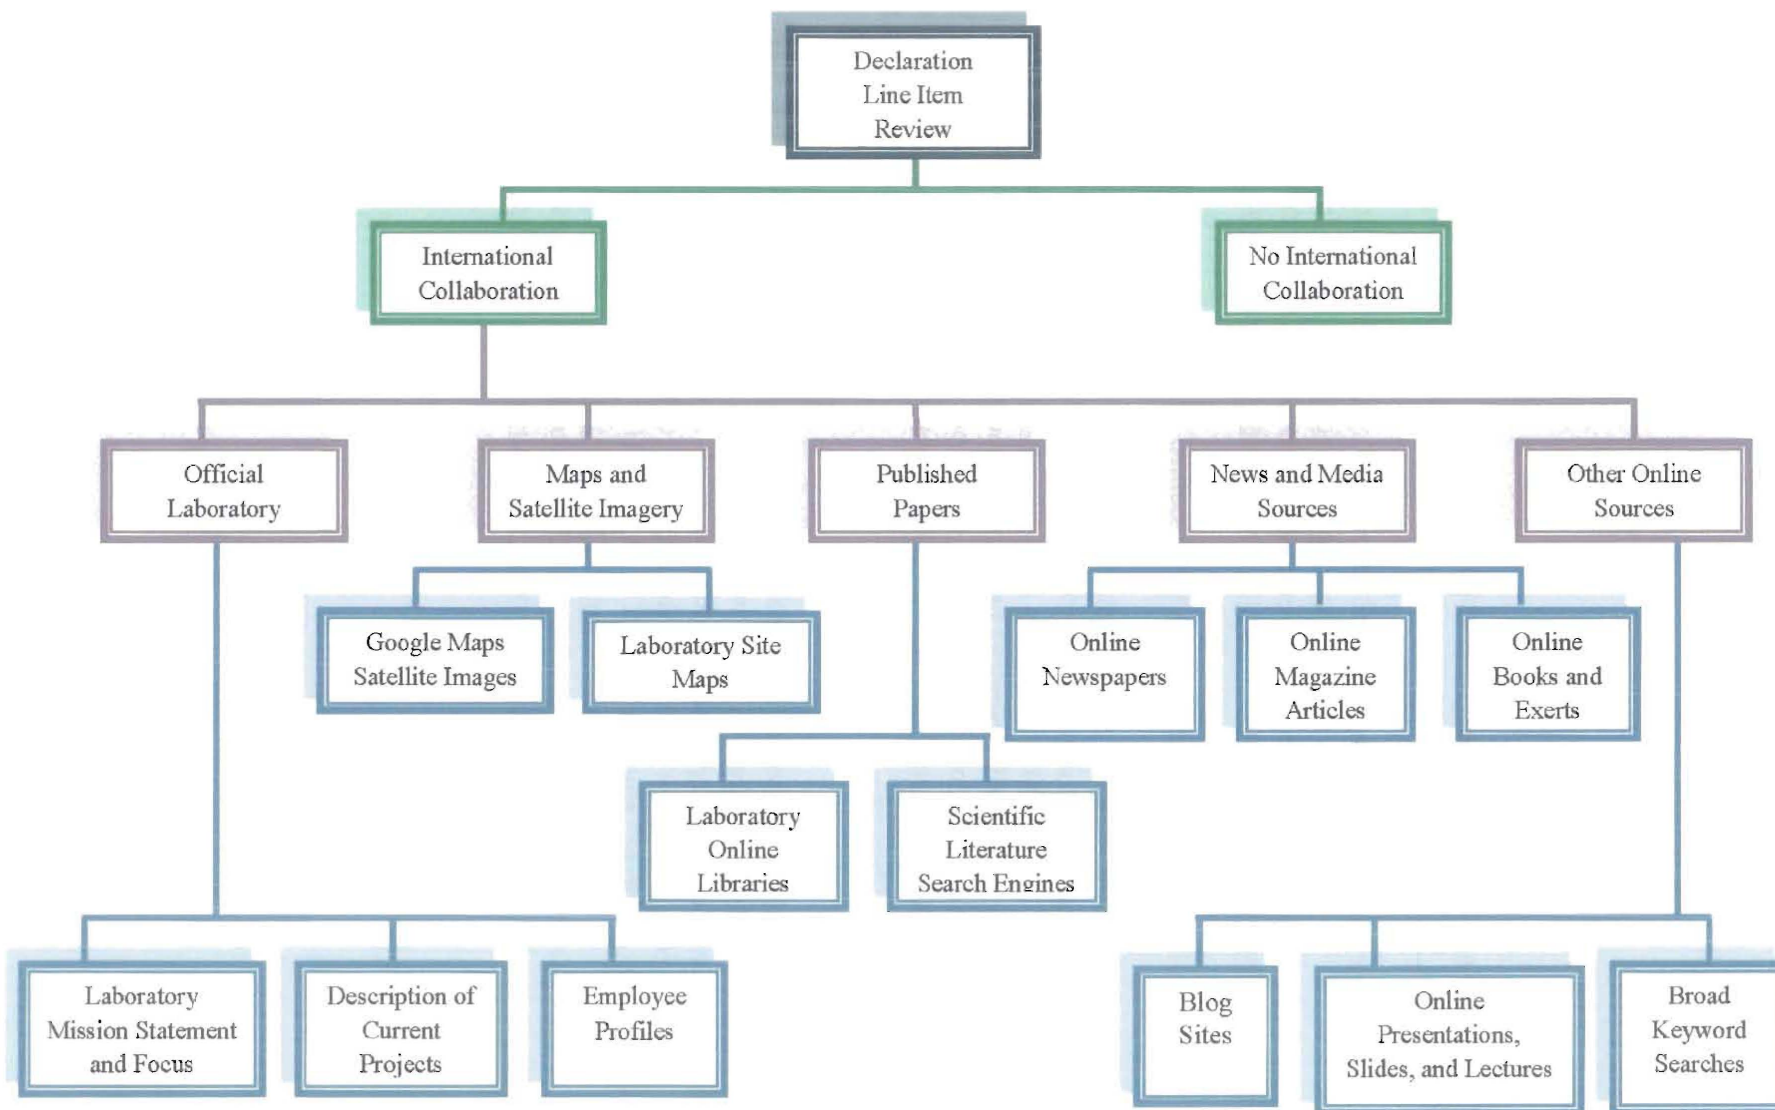 Declaration
Line Item
Review
International
Collaboration
No International
Collaboration
Official
Laboratory
Maps and
Satellite Imagery
Published
Papers
News and Media
Sources
Other Online
Sources
Google Maps
Satellite Images
Laboratory Site
Maps
Online
Newspapers
Online
Magazine
Articles
Online
Books and
Exerts
Laboratory
Online
Libraries
Scientific
Literature
Search Engines
Laboratory
Mission Statement
and Focus
Description of
Current
Projects
Employee
Profiles
Blog
Sites
Online
Presentations,
Slides, and Lectures
Broad
Keyword
Searches